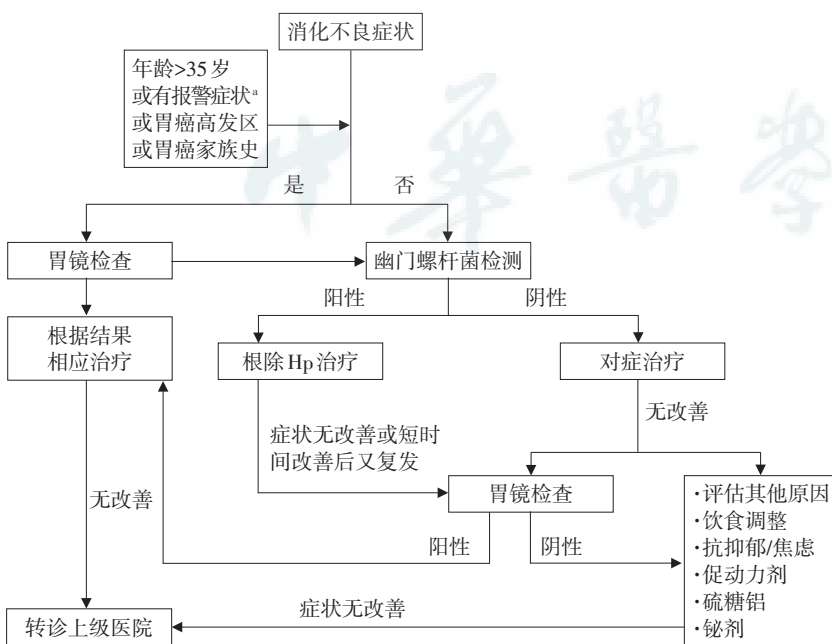 消化不良症状
年龄>35岁
或有报警症状ᵃ
或胃癌高发区
或胃癌家族史
是
否
胃镜检查
幽门螺杆菌检测
阳性
阴性
根据结果
相应治疗
根除Hp治疗
对症治疗
无改善
症状无改善或短时
间改善后又复发
无改善
胃镜检查
阳性
阴性
·评估其他原因
·饮食调整
·抗抑郁/焦虑
·促动力剂
·硫糖铝
·铋剂
症状无改善
转诊上级医院
中華醫學